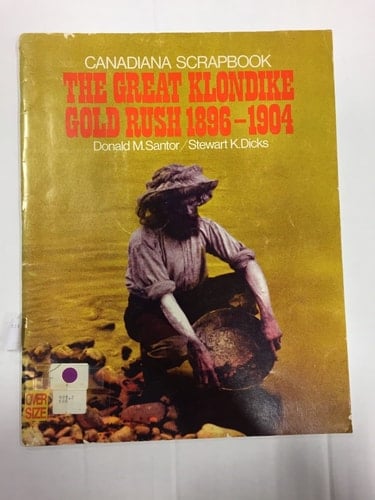 CANADIANA SCRAPBOOK
THE GREAT KLONDIKE
GOLD RUSH 1896–1904
Donald M. Santor / Stewart K. Dicks
OVER
SIZE